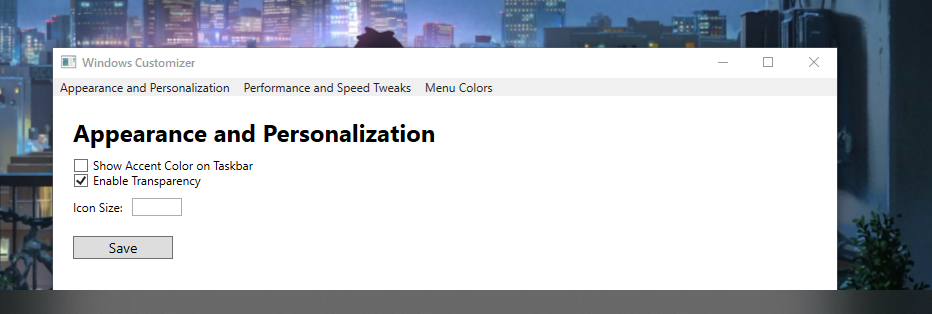 Windows Customizer
Appearance and Personalization Performance and Speed Tweaks Menu Colors
Appearance and Personalization
Show Accent Color on Taskbar
Enable Transparency
Icon Size:
Save